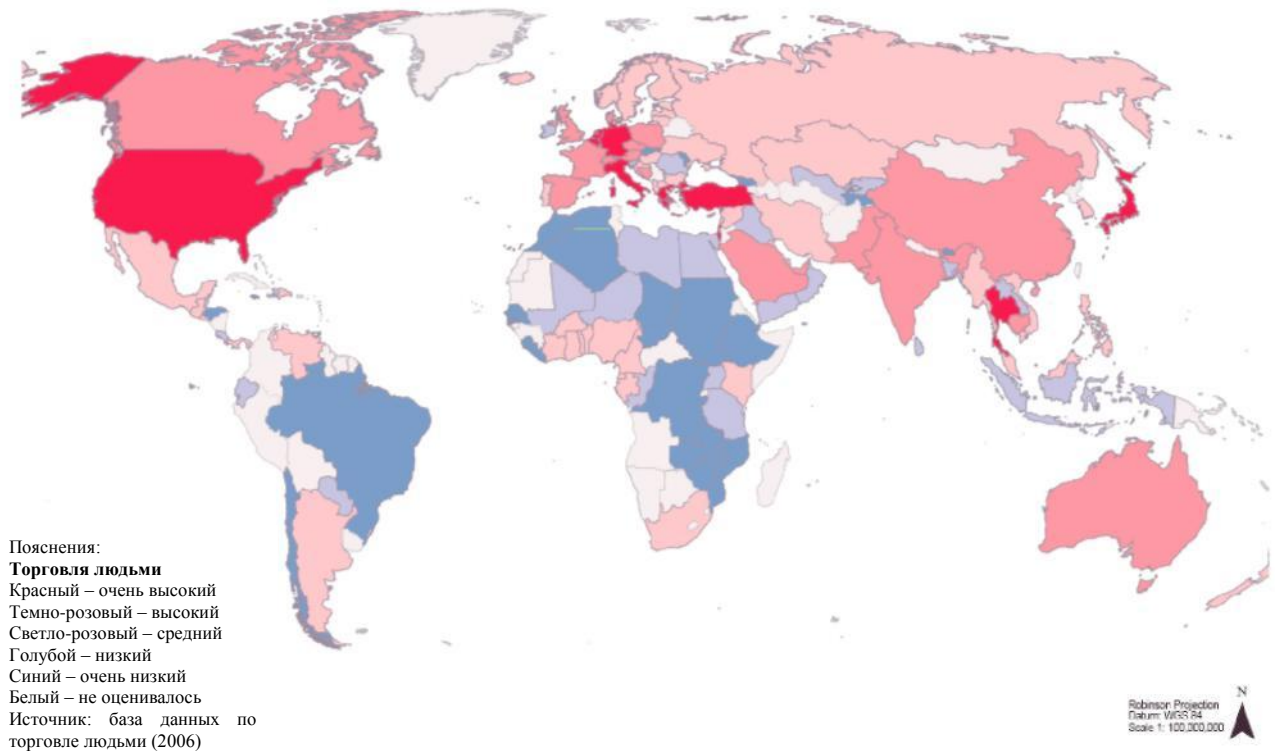 Пояснения:
Торговля людьми
Красный – очень высокий
Темно-розовый – высокий
Светло-розовый – средний
Голубой – низкий
Синий – очень низкий
Белый – не оценивалось
Источник: база данных по
торговле людьми (2006)
N
Robinson Projection
Datum: WGS 84
Scale 1: 100,000,000